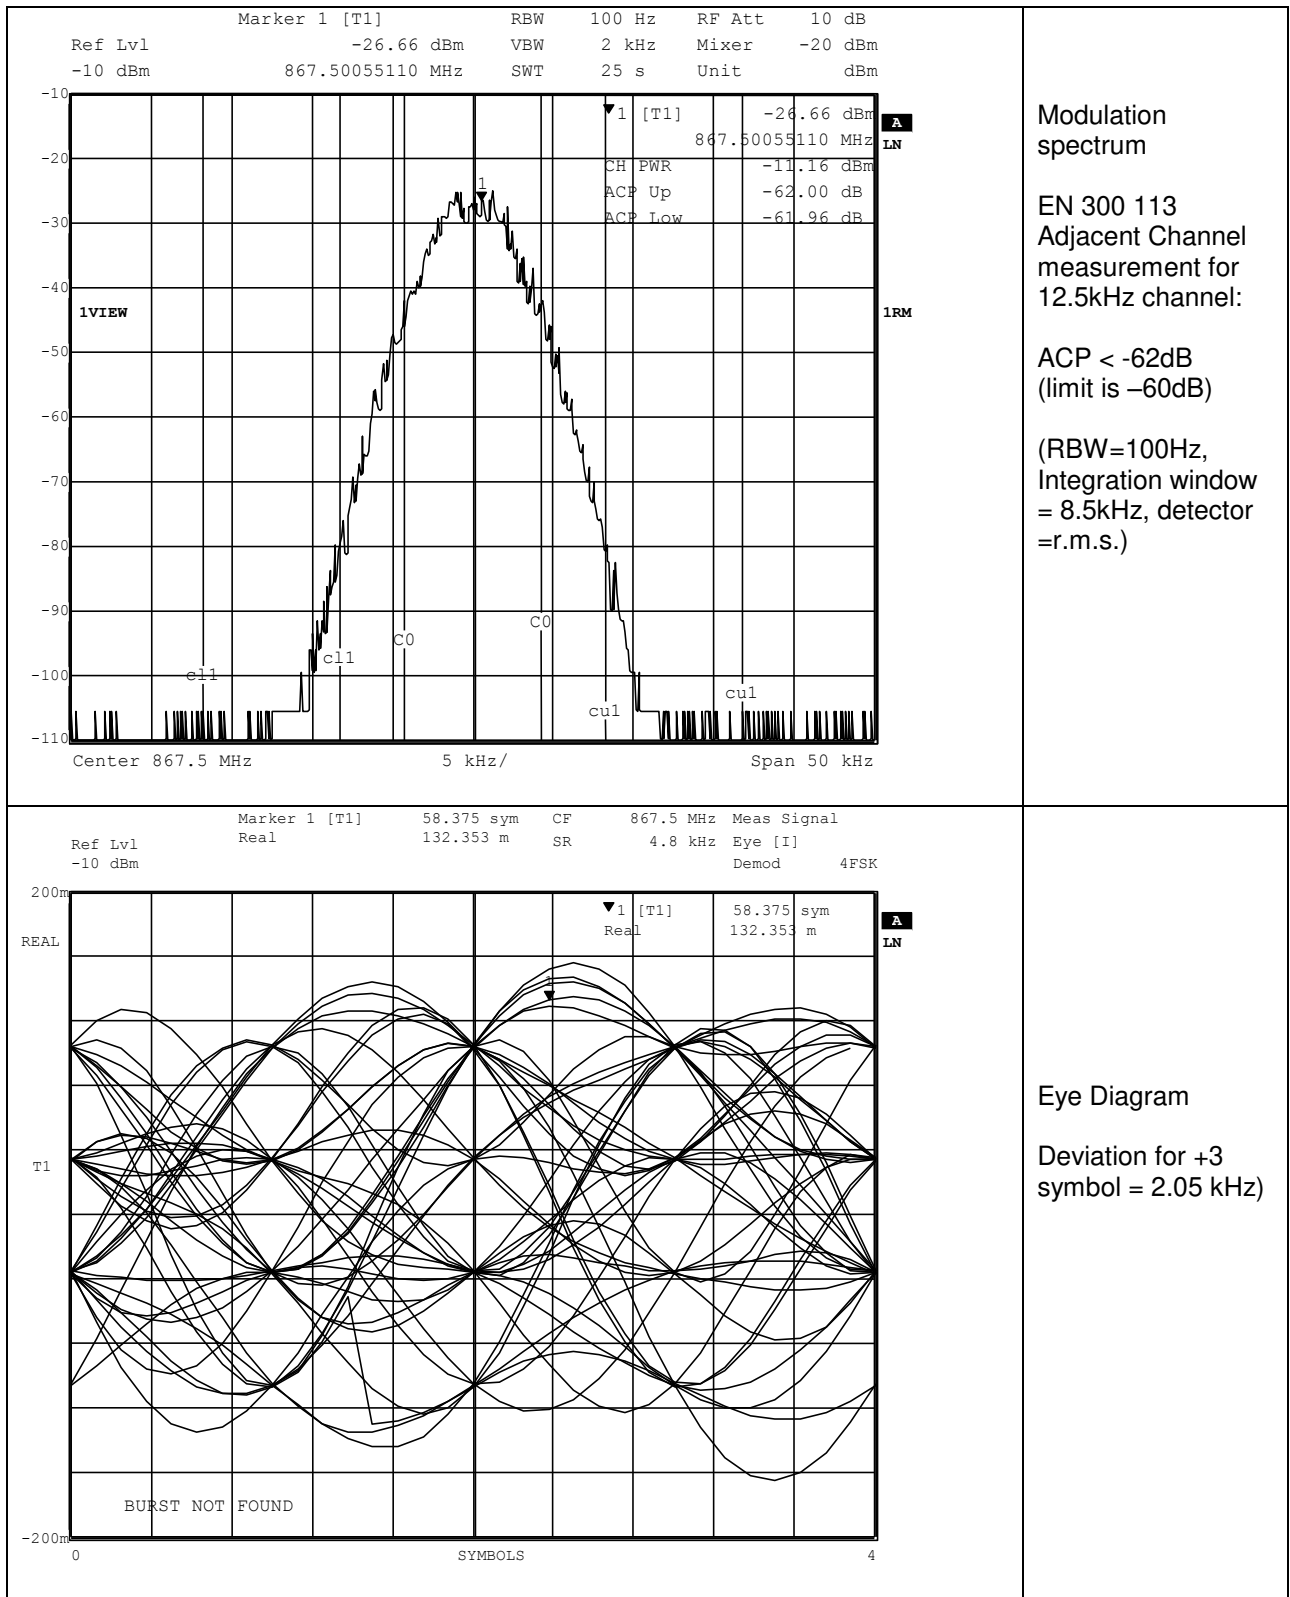 Marker 1 [T1] RBW 100 Hz RF Att 10 dB
Ref Lvl -26.66 dBm VBW 2 kHz Mixer -20 dBm
-10 dBm 867.50055110 MHz SWT 25 s Unit dBm
-10
1 [T1] -26.66 dBm
A
867.50055110 MHz
LN
-20
CH PWR -11.16 dBm
1
ACP Up -62.00 dB
-30
ACP Low -61.96 dB
-40
1VIEW
1RM
-50
-60
-70
-80
-90
C0
C0
cl1
cl1
-100
cu1
cu1
-110
Center 867.5 MHz 5 kHz/ Span 50 kHz
Modulation
spectrum
EN 300 113
Adjacent Channel
measurement for
12.5kHz channel:
ACP < -62dB
(limit is –60dB)
(RBW=100Hz,
Integration window
= 8.5kHz, detector
=r.m.s.)
Marker 1 [T1] 58.375 sym CF 867.5 MHz Meas Signal
Ref Lvl Real 132.353 m SR 4.8 kHz Eye [I]
-10 dBm Demod 4FSK
200m
1 [T1] 58.375 sym
A
Real 132.353 m
REAL
LN
1
T1
BURST NOT FOUND
-200m
0 SYMBOLS 4
Eye Diagram
Deviation for +3
symbol = 2.05 kHz)